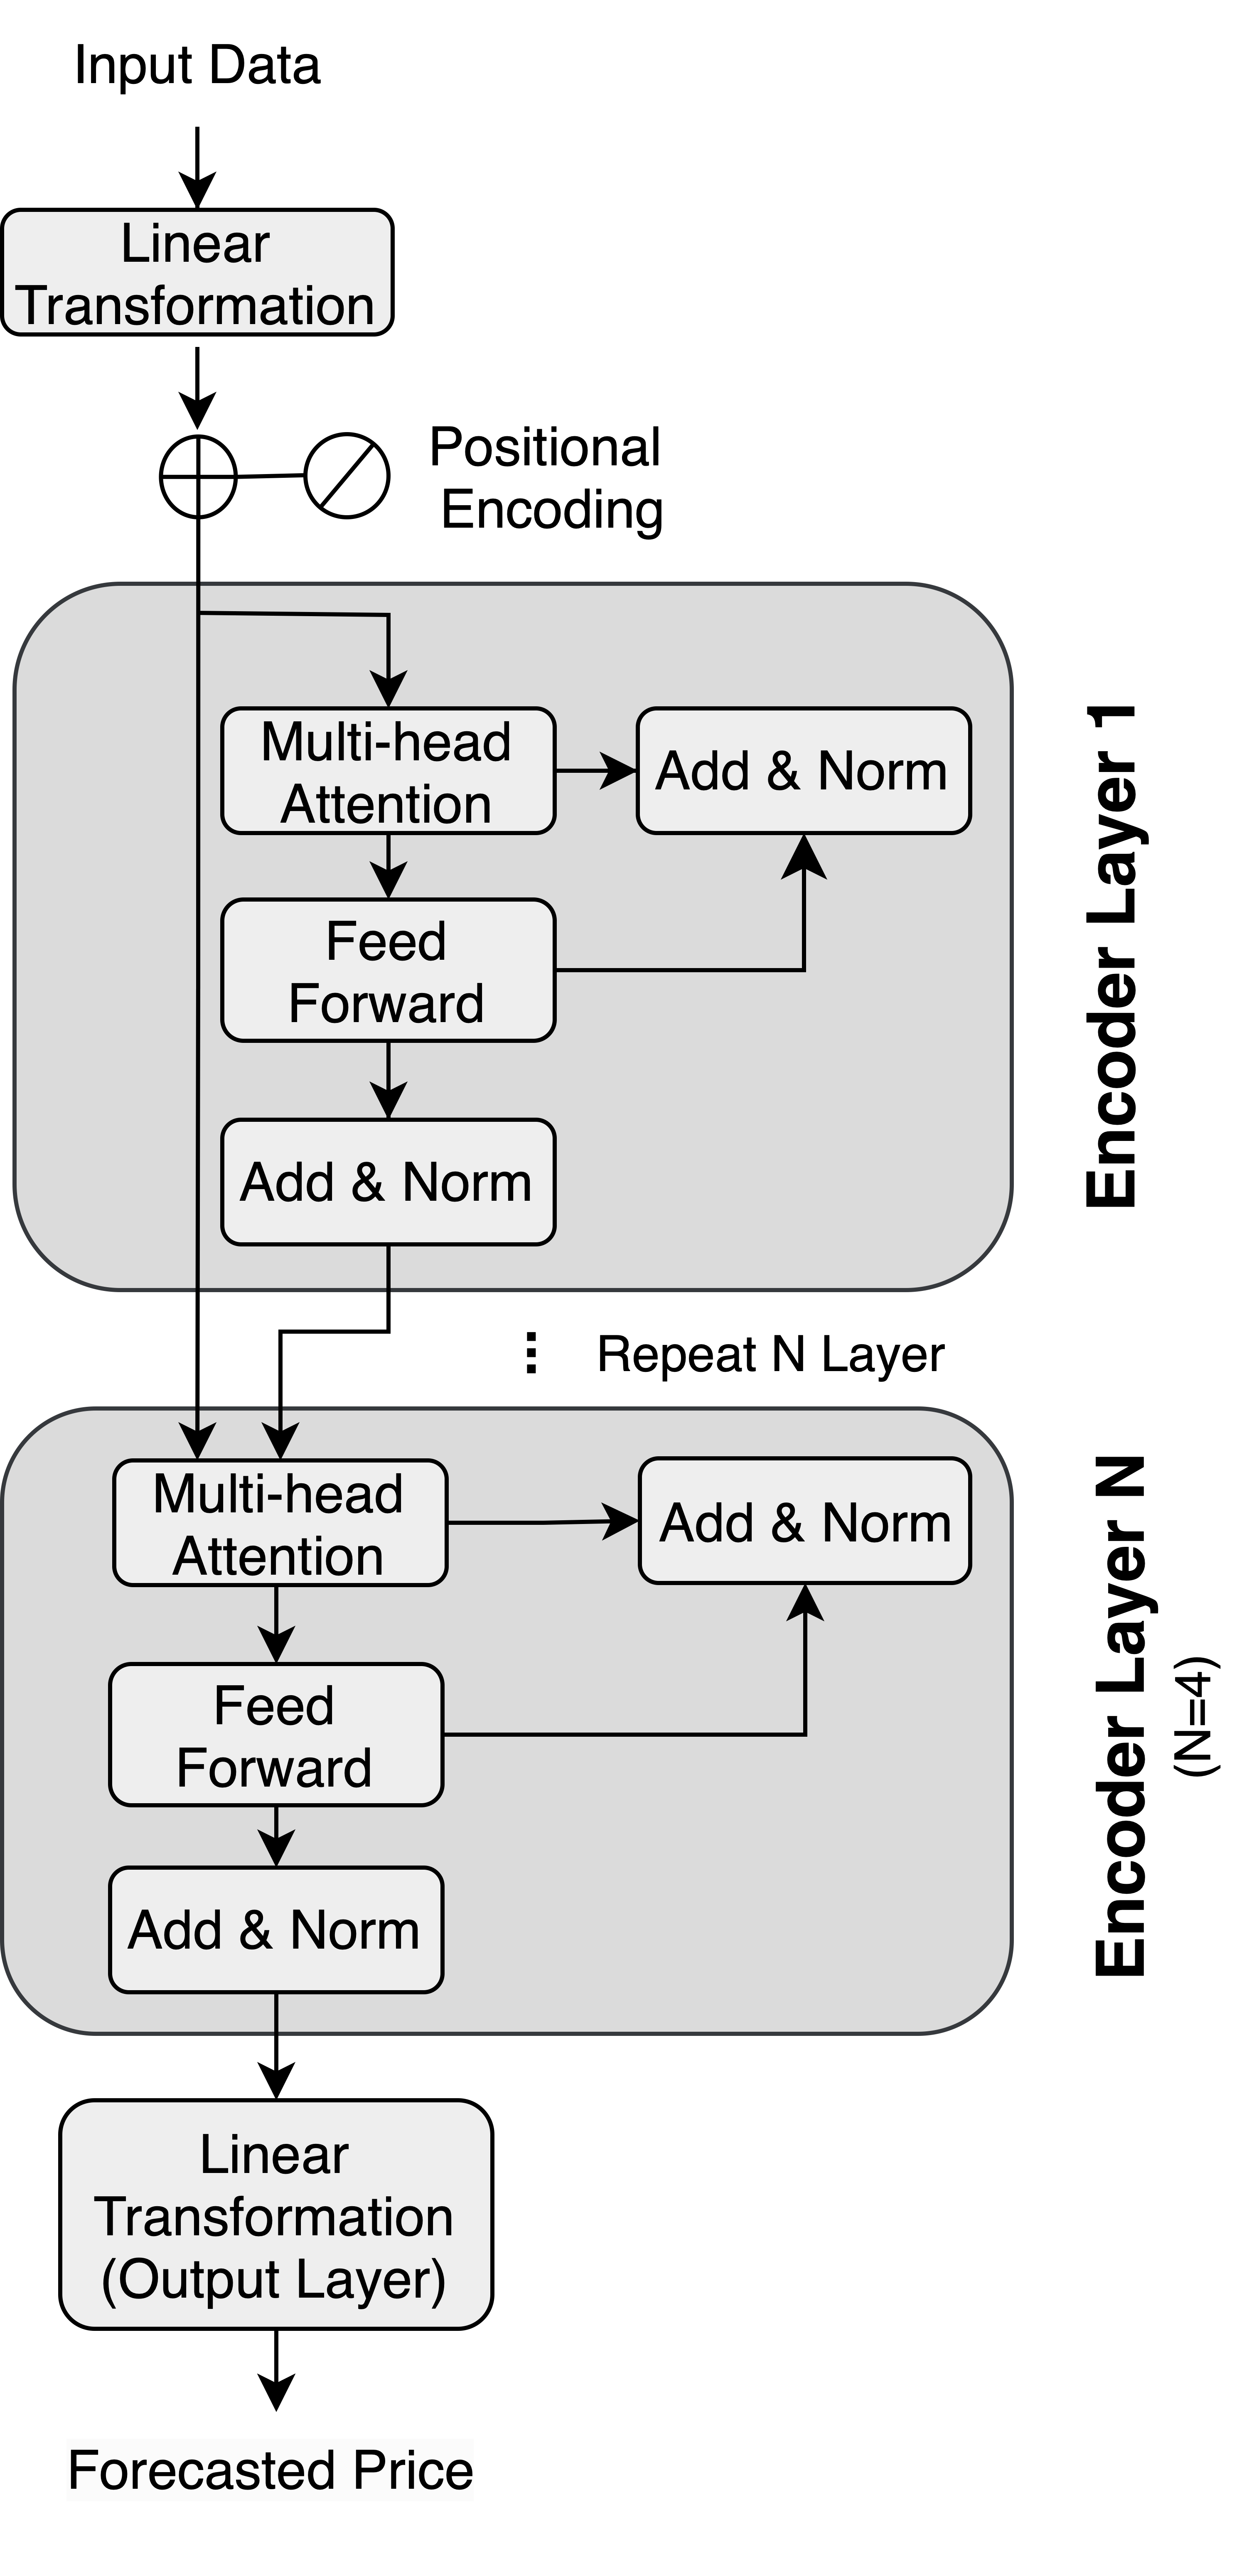 Input Data
Linear
Transformation
Positional
Encoding
Multi-head
Attention
Add & Norm
Feed
Forward
Add & Norm
Encoder Layer 1
Repeat N Layer
Multi-head
Attention
Add & Norm
Feed
Forward
Add & Norm
Encoder Layer N
(N=4)
Linear
Transformation
(Output Layer)
Forecasted Price